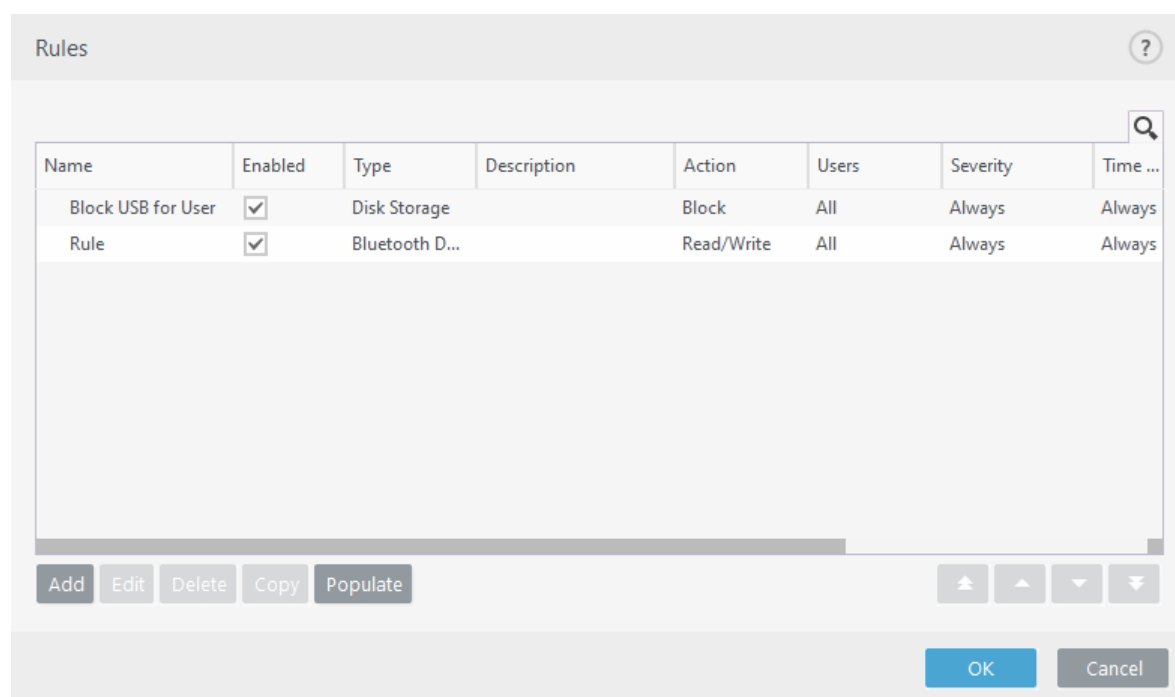 Rules ?
Name Enabled Type Description Action Users Severity Time ...
Block USB for User Disk Storage Block All Always Always
Rule Bluetooth D... Read/Write All Always Always
Add Edit Delete Copy Populate
OK Cancel